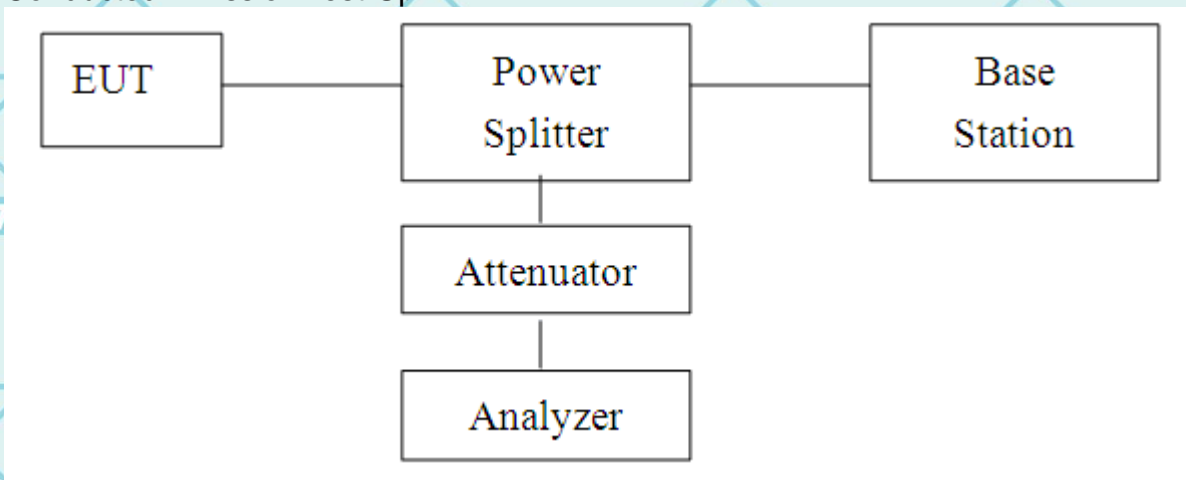 EUT
Power
Splitter
Base
Station
Attenuator
Analyzer